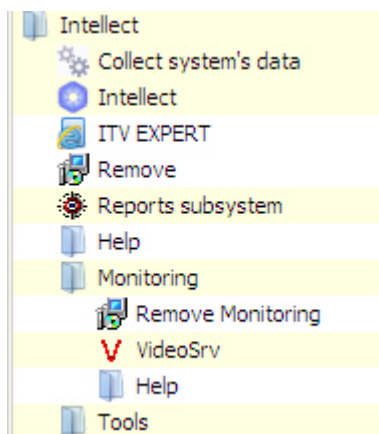 Intellect
Collect system's data
Intellect
ITV EXPERT
Remove
Reports subsystem
Help
Monitoring
Remove Monitoring
VideoSrv
Help
Tools